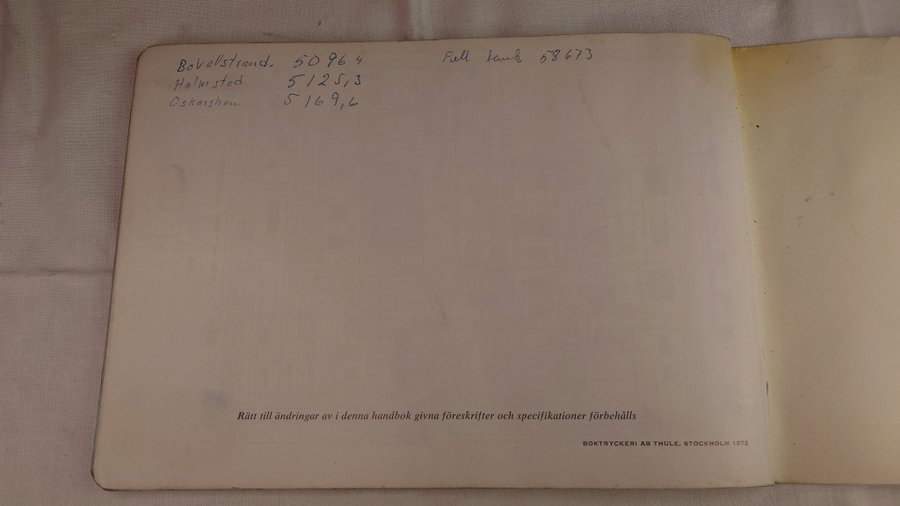 Bovallstrand. 5096.4
Halmstad 5125,3
Oskarshan 5169,6
Full tank 58673
Rätt till ändringar av i denna handbok givna föreskrifter och specifikationer förbehålls
BOKTRYCKERI AB THULE, STOCKHOLM 1972